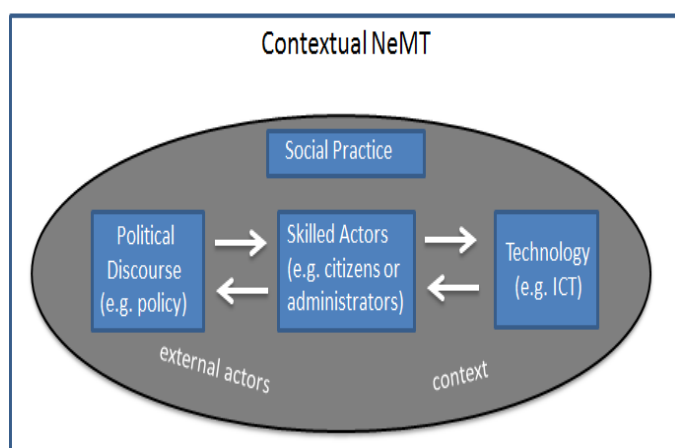 Contextual NeMT
Social Practice
Political
Discourse
(e.g. policy)
Skilled Actors
(e.g. citizens or
administrators)
Technology
(e.g. ICT)
external actors
context